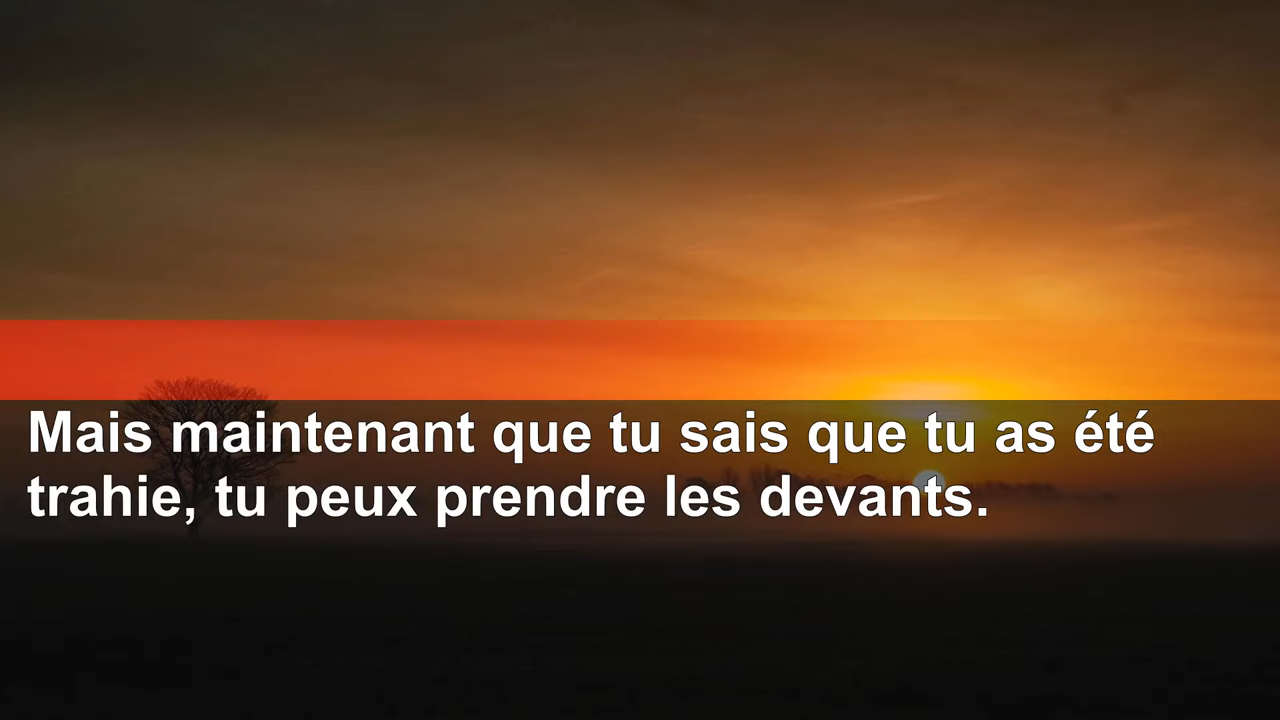 Mais maintenant que tu sais que tu as été
trahie, tu peux prendre les devants.